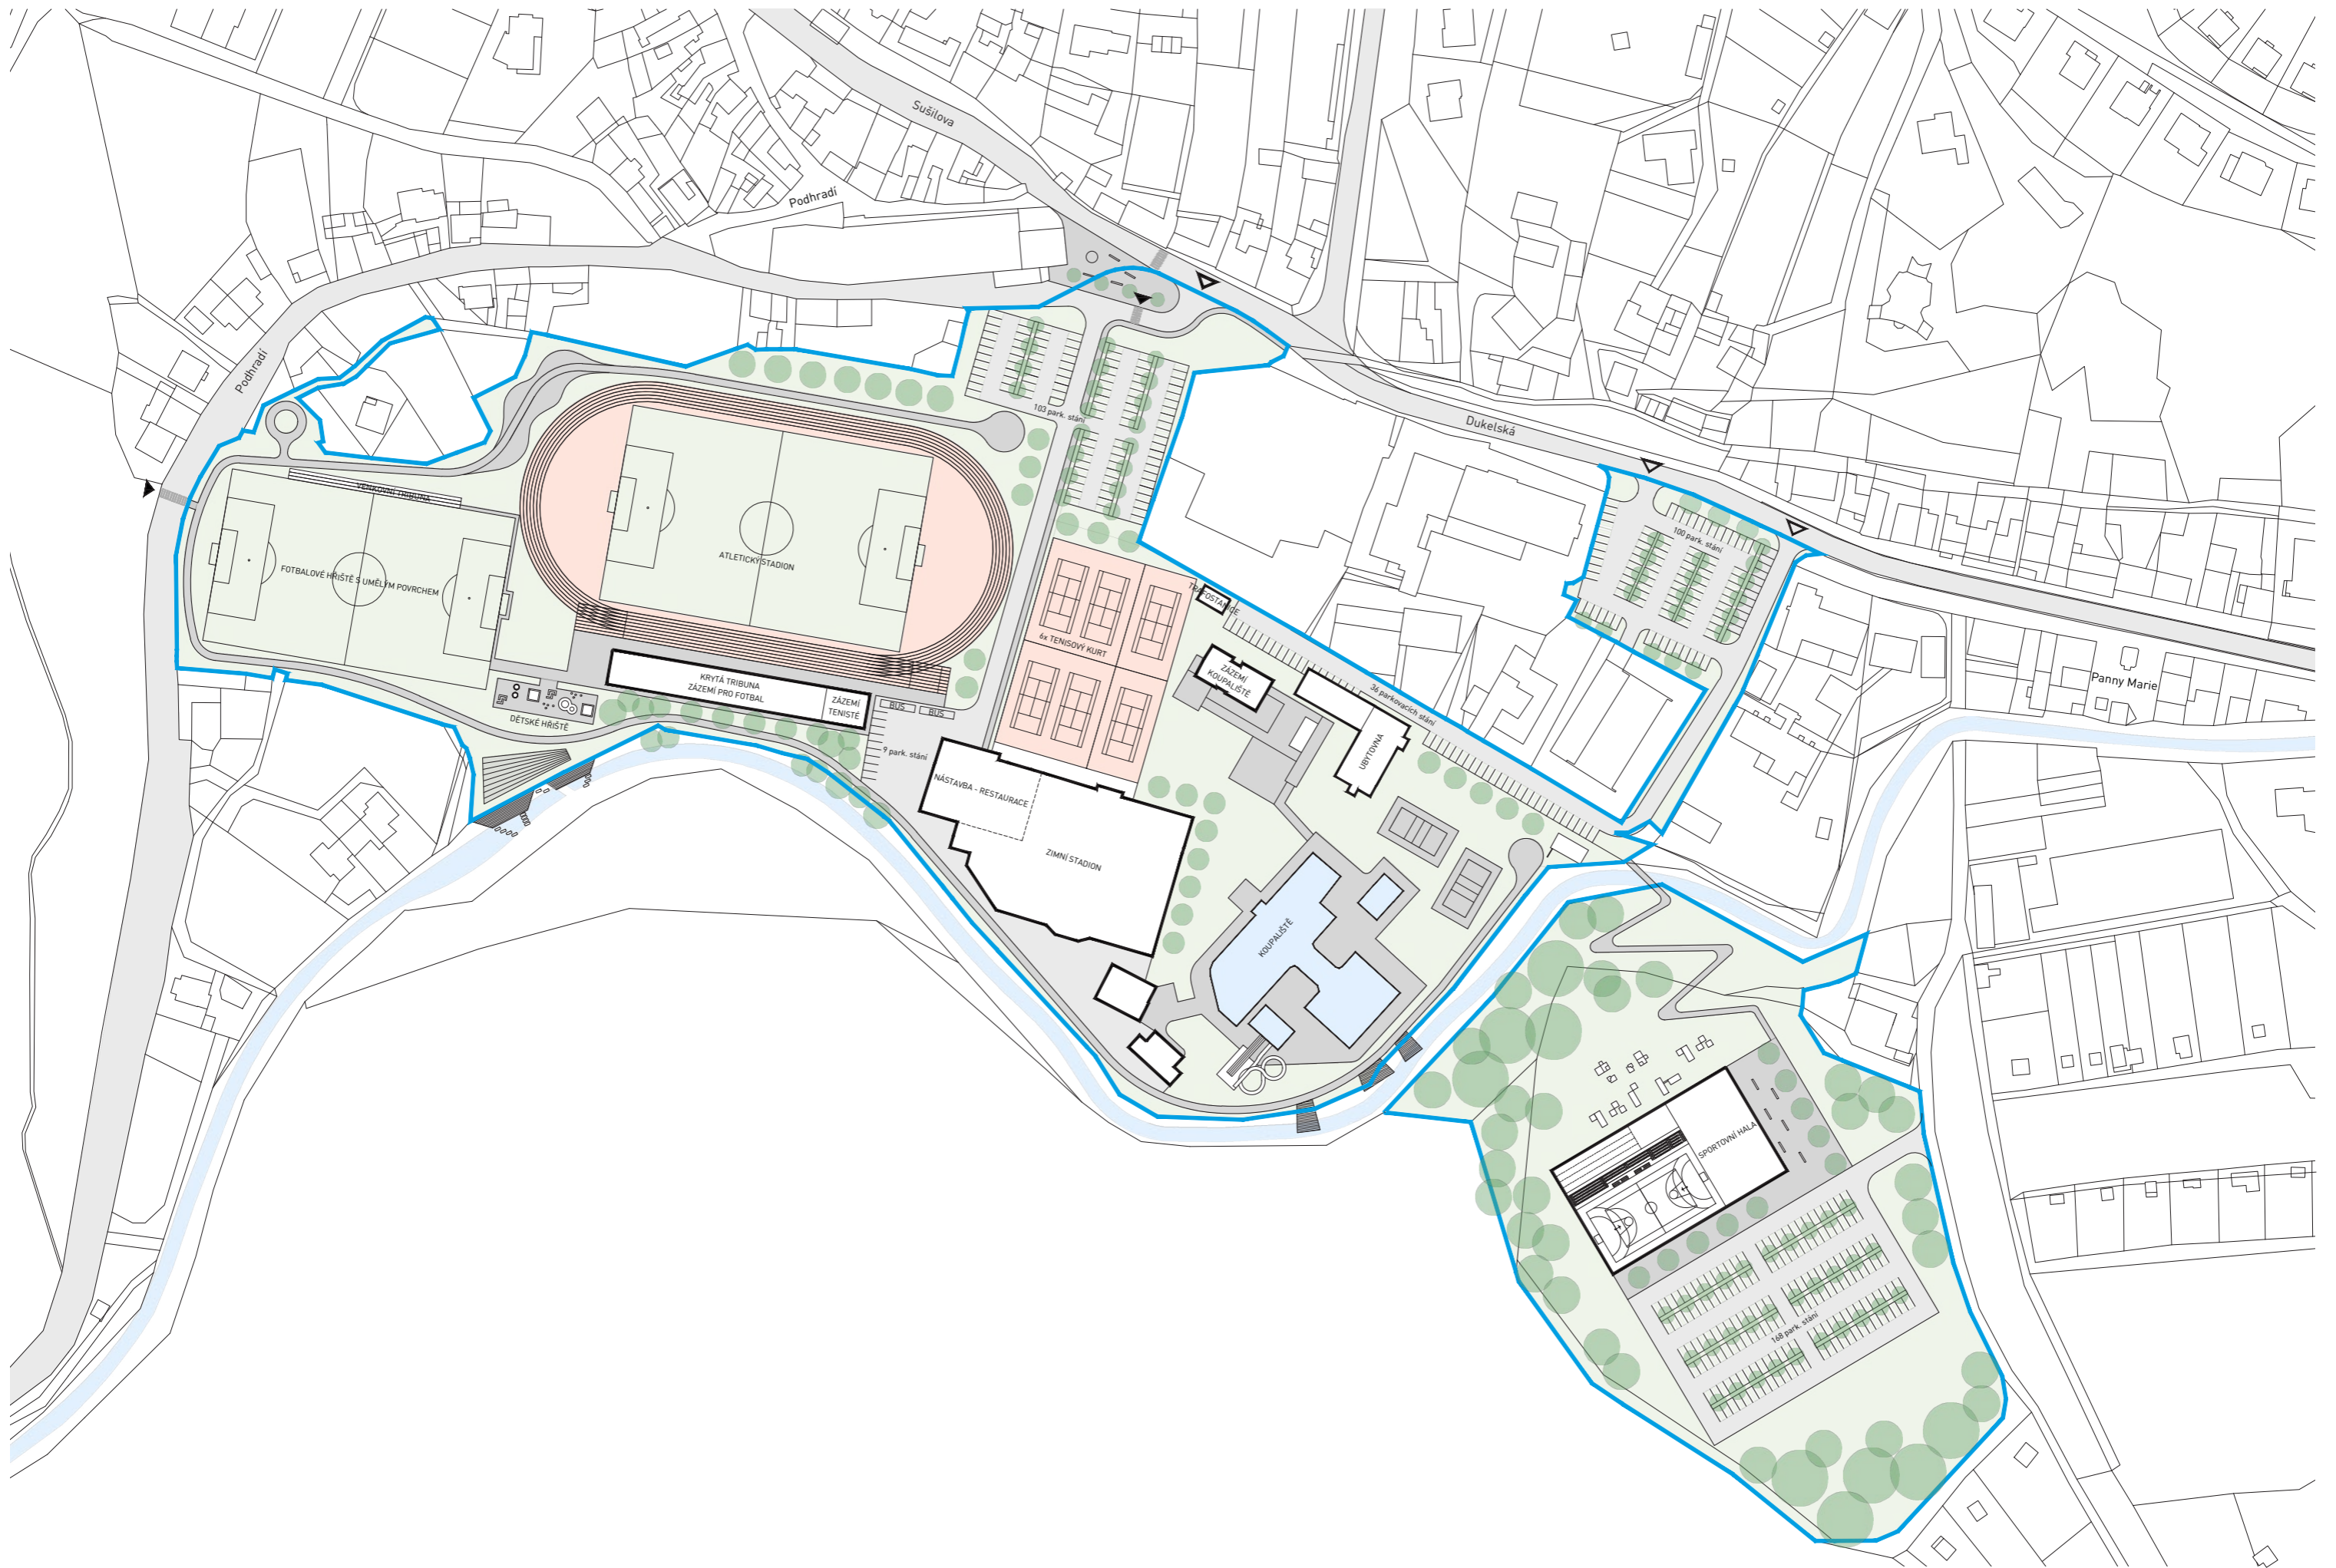 Sušilova
Podhradí
Podhradí
Dukelská
Panny Marie
103 park. stání
100 park. stání
VENKOVNÍ TRIBUNA
FOTBALOVÉ HŘIŠTĚ S UMĚLÝM POVRCHEM
ATLETICKÝ STADION
TRAFOSTANICE
6x TENISOVÝ KURT
ZÁZEMÍ
KOUPALIŠTĚ
36 parkovacích stání
UBYTOVNA
KRYTÁ TRIBUNA
ZÁZEMÍ PRO FOTBAL
ZÁZEMÍ
TENISTÉ
BUS
BUS
DĚTSKÉ HŘIŠTĚ
9 park. stání
NÁSTAVBA - RESTAURACE
ZIMNÍ STADION
KOUPALIŠTĚ
SPORTOVNÍ HALA
168 park. stání